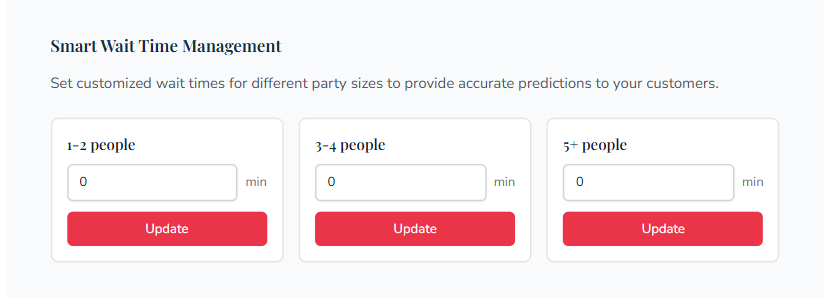 Smart Wait Time Management
Set customized wait times for different party sizes to provide accurate predictions to your customers.
1-2 people
0 min
Update
3-4 people
0 min
Update
5+ people
0 min
Update